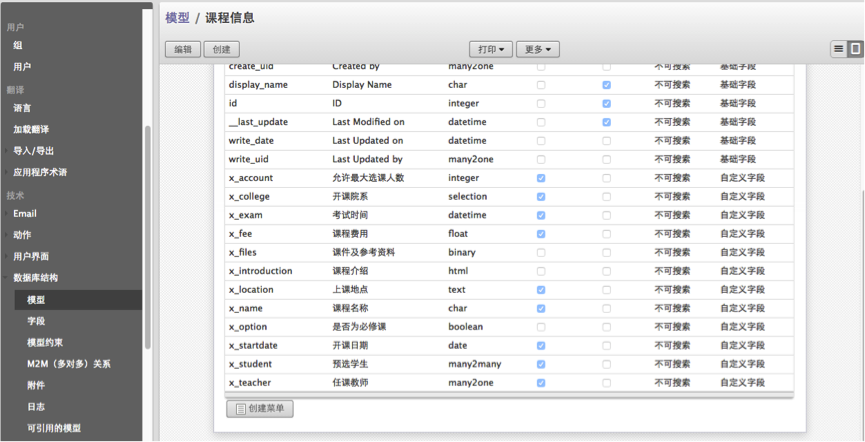 用户
组
用户
翻译
语言
加载翻译
导入/导出
应用程序术语
技术
Email
动作
用户界面
数据库结构
模型
字段
模型约束
M2M（多对多）关系
附件
日志
可引用的模型
模型 / 课程信息
编辑 创建 打印 更多
create_uid Created by many2one 不可搜索 基础字段
display_name Display Name char 不可搜索 基础字段
id ID integer 不可搜索 基础字段
__last_update Last Modified on datetime 不可搜索 基础字段
write_date Last Updated on datetime 不可搜索 基础字段
write_uid Last Updated by many2one 不可搜索 基础字段
x_account 允许最大选课人数 integer 不可搜索 自定义字段
x_college 开课院系 selection 不可搜索 自定义字段
x_exam 考试时间 datetime 不可搜索 自定义字段
x_fee 课程费用 float 不可搜索 自定义字段
x_files 课件及参考资料 binary 不可搜索 自定义字段
x_introduction 课程介绍 html 不可搜索 自定义字段
x_location 上课地点 text 不可搜索 自定义字段
x_name 课程名称 char 不可搜索 自定义字段
x_option 是否为必修课 boolean 不可搜索 自定义字段
x_startdate 开课日期 date 不可搜索 自定义字段
x_student 预选学生 many2many 不可搜索 自定义字段
x_teacher 任课教师 many2one 不可搜索 自定义字段
创建菜单